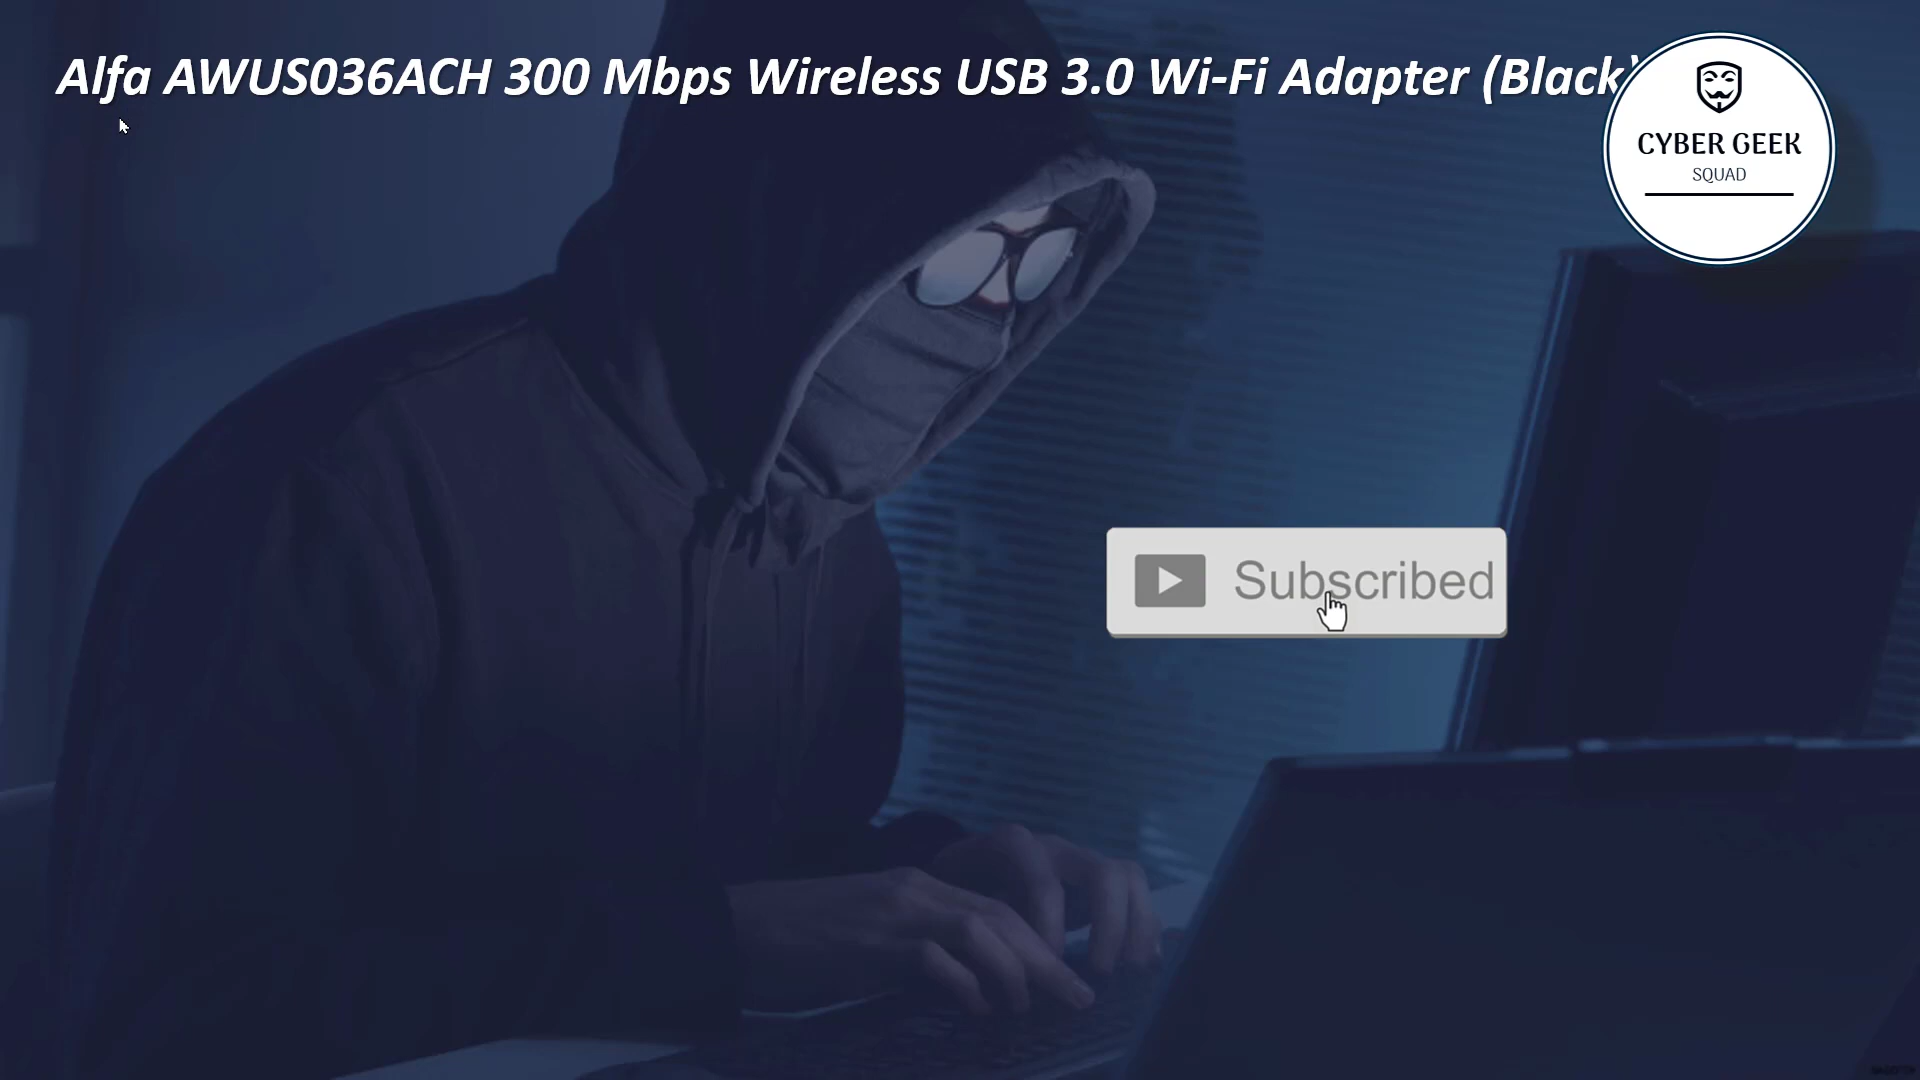 Alfa AWUS036ACH 300 Mbps Wireless USB 3.0 Wi-Fi Adapter (Black)
CYBER GEEK
SQUAD
Subscribed